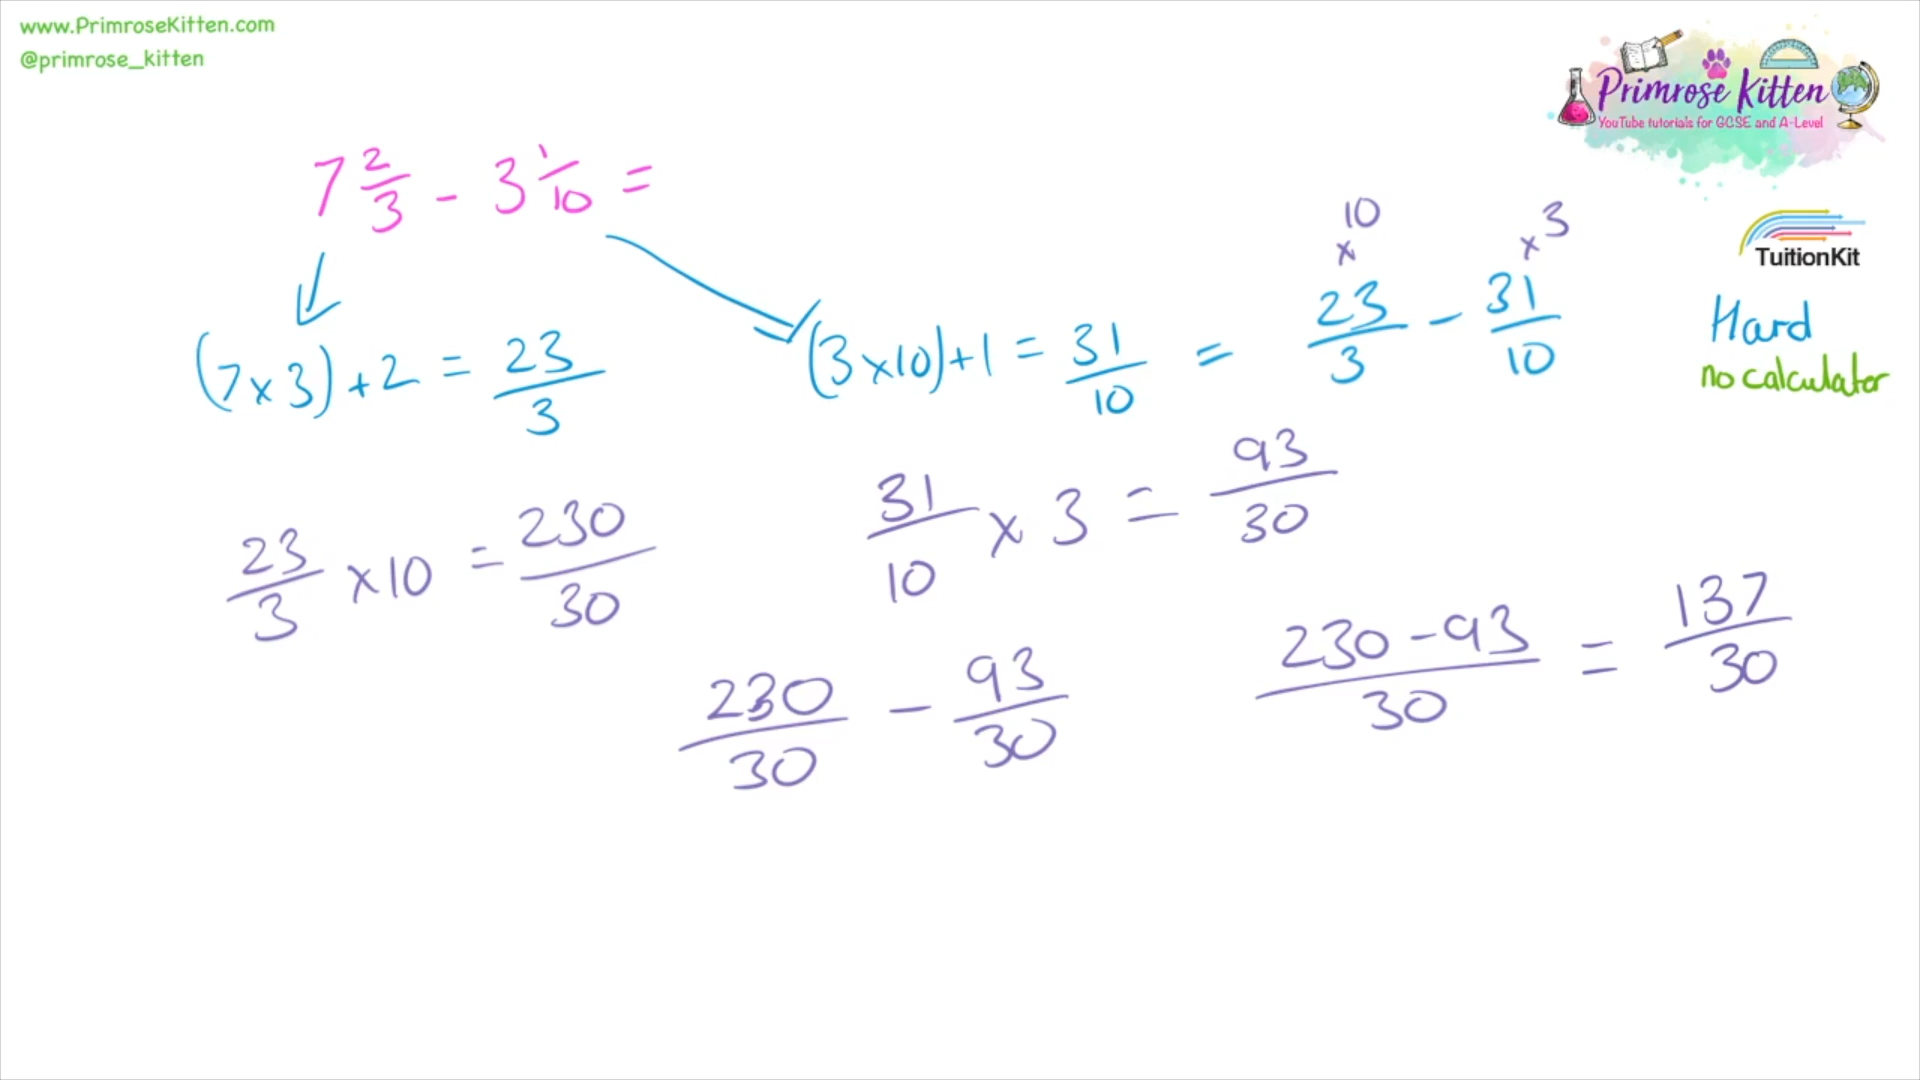 www.PrimroseKitten.com
@primrose_kitten
Primrose Kitten
YouTube tutorials for GCSE and A-Level
TuitionKit
Hard
no calculator
7 2/3 - 3 1/10 =
(7x3)+2 = 23/3
(3x10)+1 = 31/10 = 23/3 - 31/10
x10
x3
23/3 x10 = 230/30
31/10 x 3 = 93/30
230/30 - 93/30
230-93/30 = 137/30